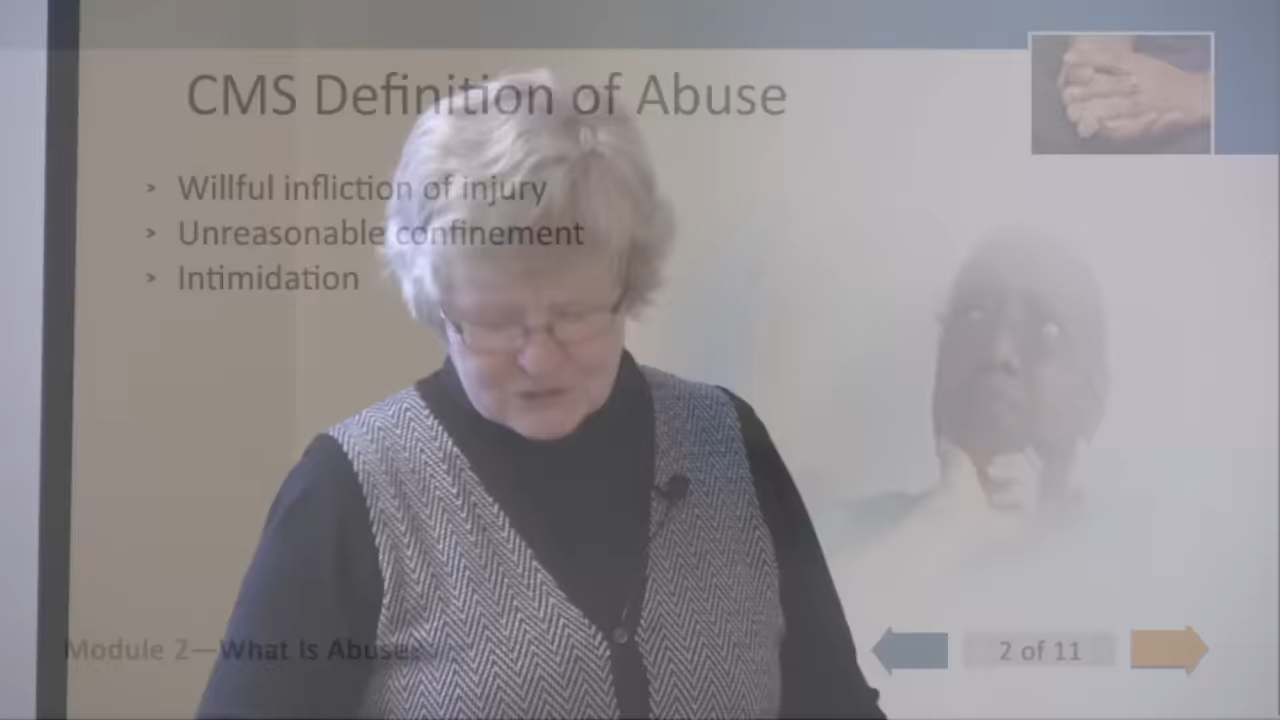 CMS Definition of Abuse
> Willful infliction of injury
> Unreasonable confinement
> Intimidation
Module 2—What Is Abuse?
2 of 11